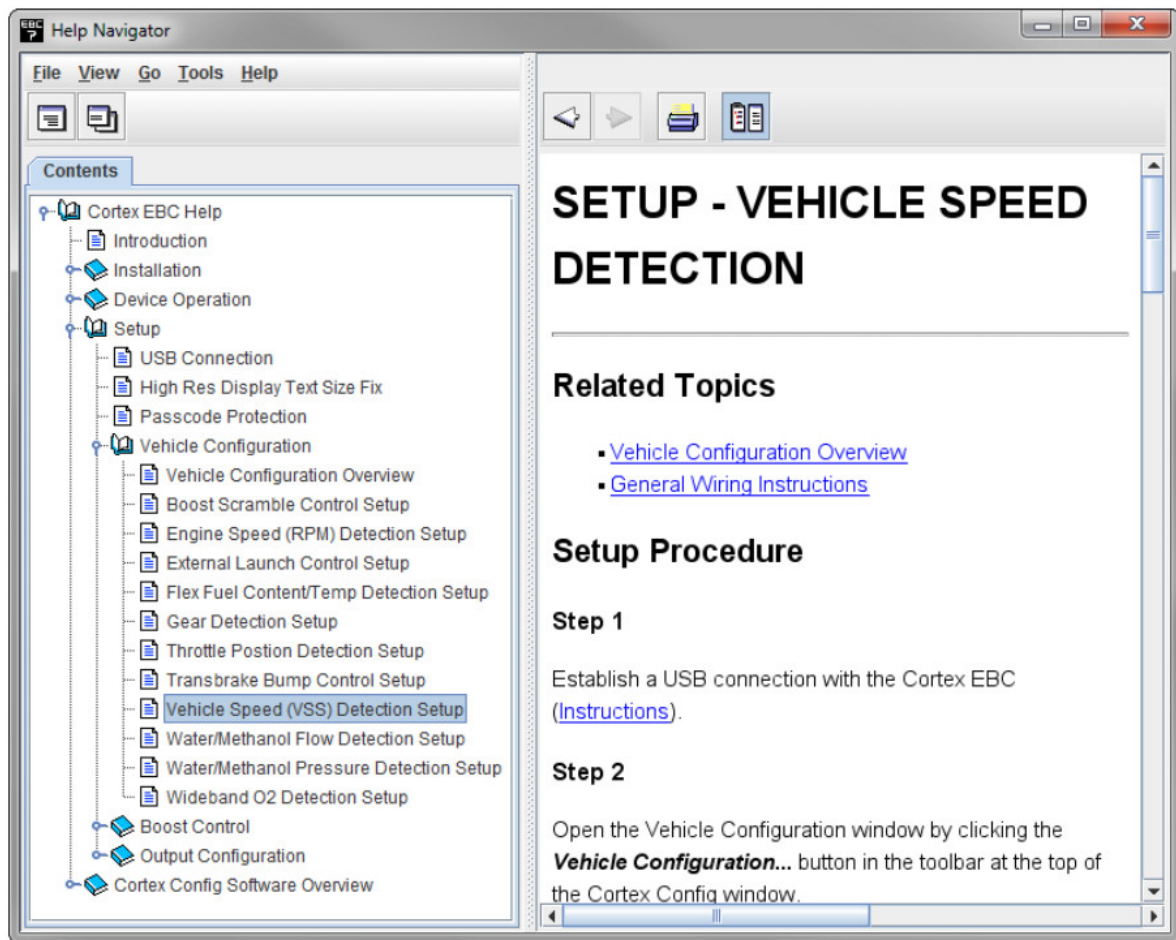 EBC
?
Help Navigator
File View Go Tools Help
Contents
Cortex EBC Help
Introduction
Installation
Device Operation
Setup
USB Connection
High Res Display Text Size Fix
Passcode Protection
Vehicle Configuration
Vehicle Configuration Overview
Boost Scramble Control Setup
Engine Speed (RPM) Detection Setup
External Launch Control Setup
Flex Fuel Content/Temp Detection Setup
Gear Detection Setup
Throttle Postion Detection Setup
Transbrake Bump Control Setup
Vehicle Speed (VSS) Detection Setup
Water/Methanol Flow Detection Setup
Water/Methanol Pressure Detection Setup
Wideband O2 Detection Setup
Boost Control
Output Configuration
Cortex Config Software Overview
SETUP - VEHICLE SPEED
DETECTION
Related Topics
Vehicle Configuration Overview
General Wiring Instructions
Setup Procedure
Step 1
Establish a USB connection with the Cortex EBC
(Instructions).
Step 2
Open the Vehicle Configuration window by clicking the
Vehicle Configuration... button in the toolbar at the top of
the Cortex Config window.